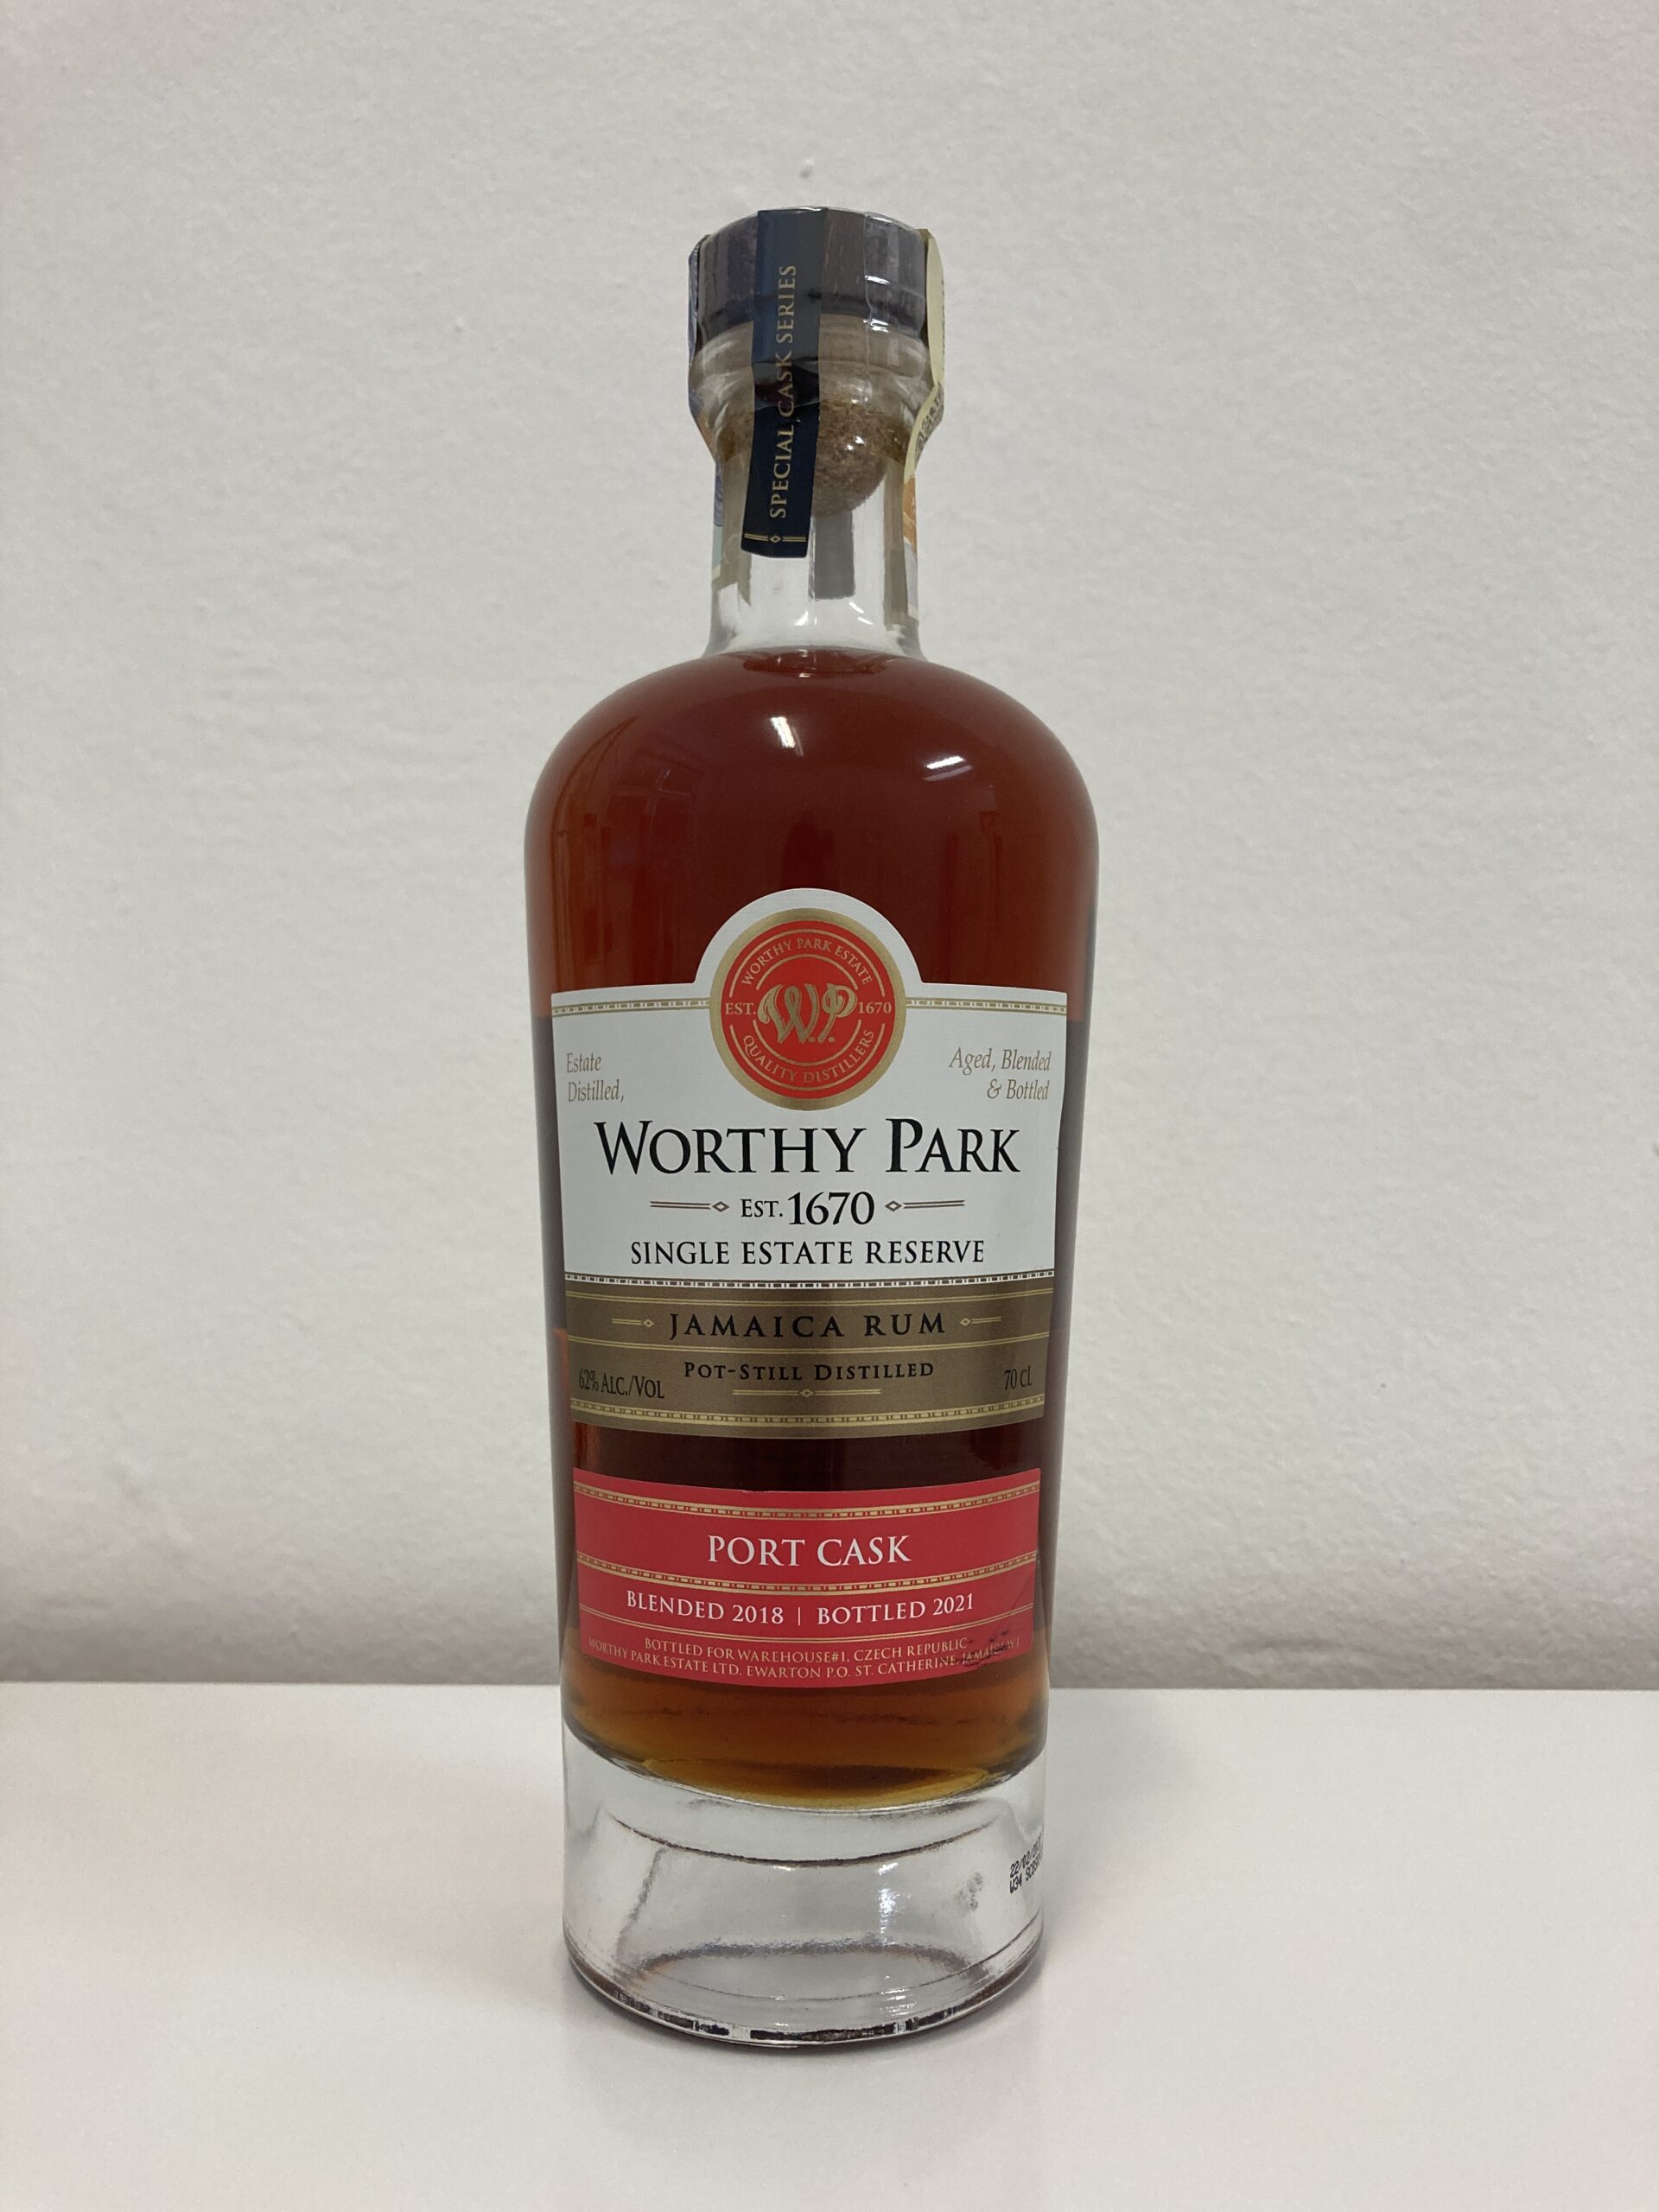 SPECIAL CASK SERIES
WORTHY PARK ESTATE
EST. W.P. 1670
QUALITY DISTILLERS
Estate
Distilled,
Aged, Blended
& Bottled
WORTHY PARK
EST. 1670
SINGLE ESTATE RESERVE
JAMAICA RUM
POT-STILL DISTILLED
62% ALC./VOL
70 cl
PORT CASK
BLENDED 2018 | BOTTLED 2021
BOTTLED FOR WAREHOUSE#1, CZECH REPUBLIC
WORTHY PARK ESTATE LTD. EWARTON P.O. ST. CATHERINE, JAMAICA W.I